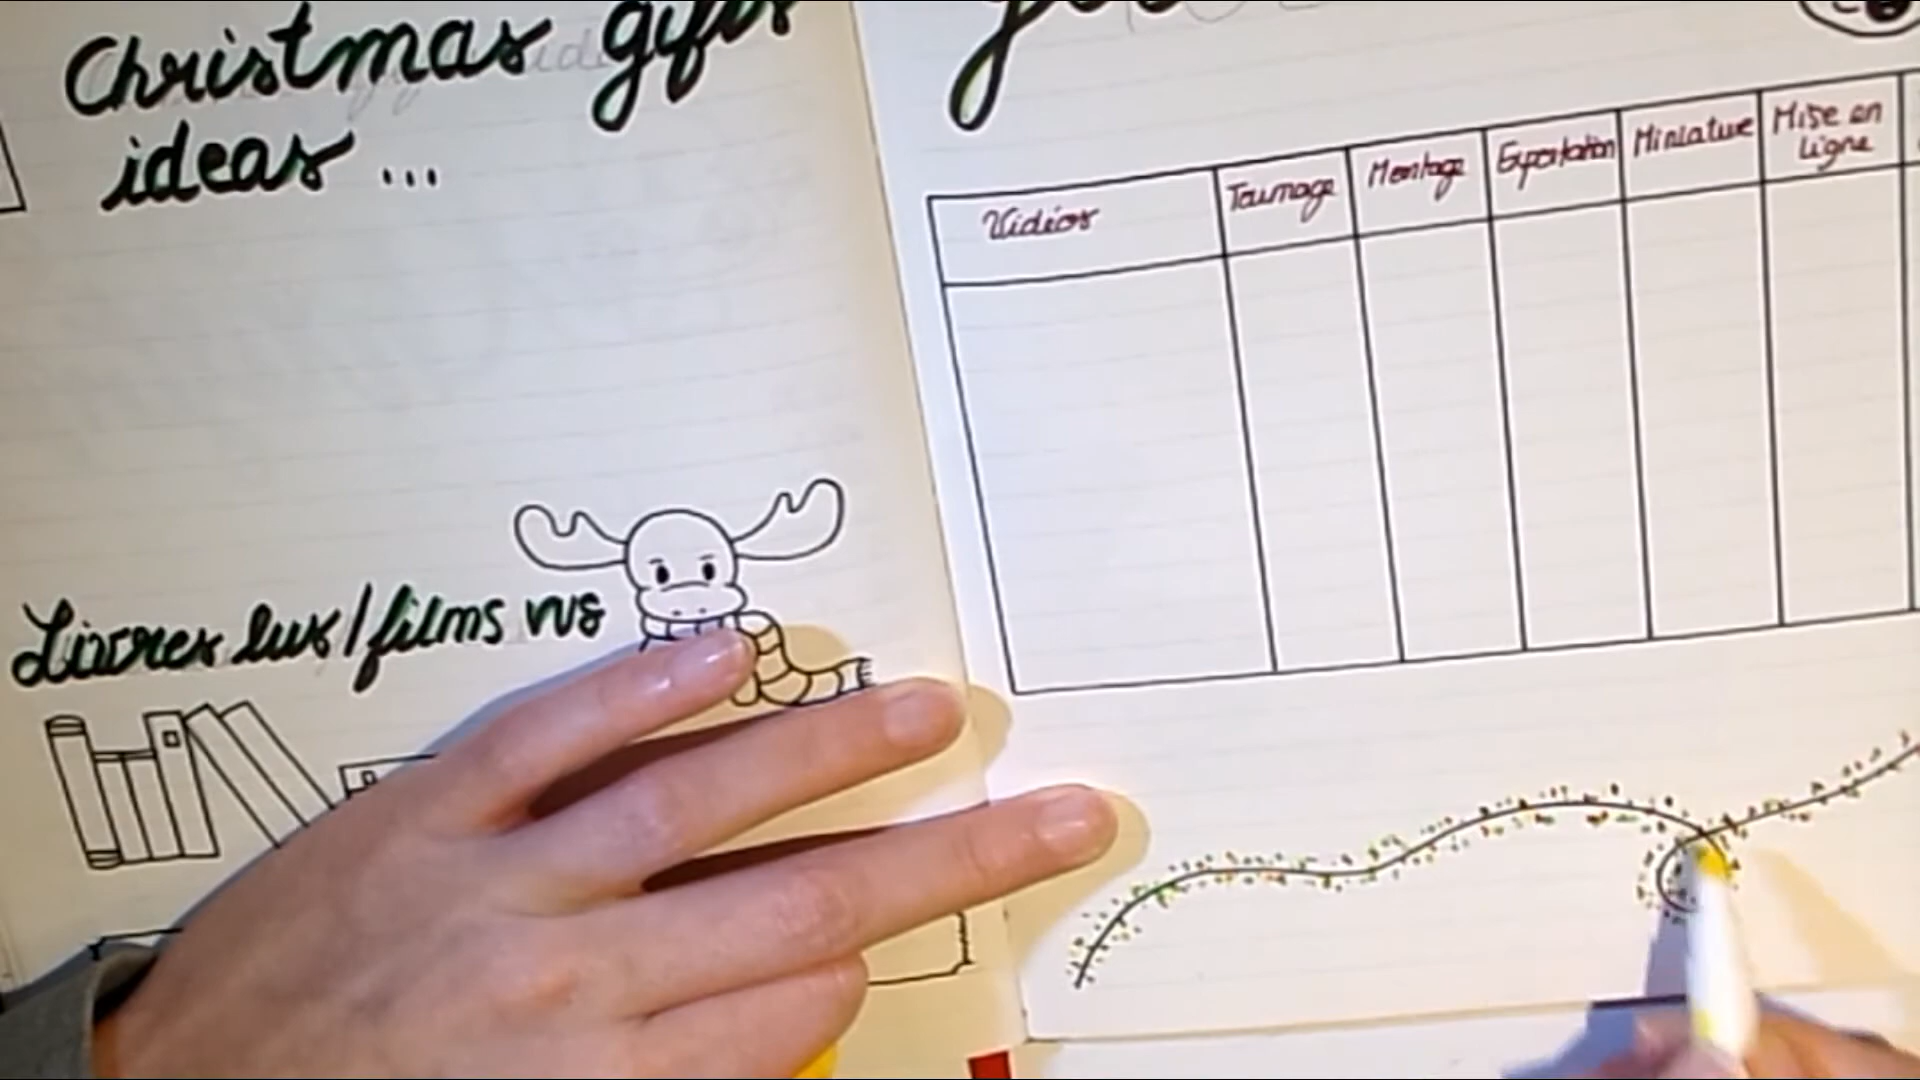 Christmas gifts
ideas ...
Livres lus/films vus
Vidéos
Tournage
Montage
Exportation
Miniature
Mise en
ligne